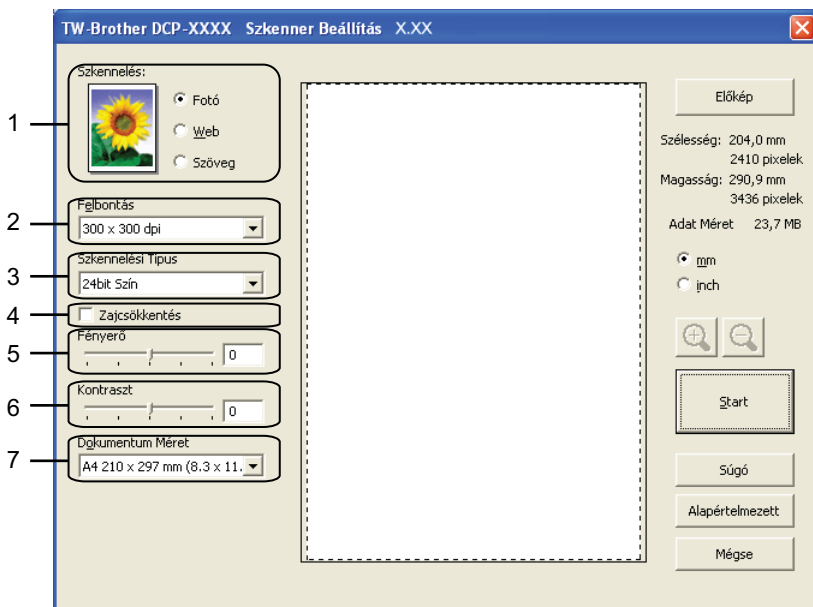 TW-Brother DCP-XXXX Szkenner Beállítás X.XX
1
Szkennelés:
Fotó
Web
Szöveg
2
Felbontás
300 x 300 dpi
3
Szkennelési Tipus
24bit Szín
4
Zajcsökkentés
5
Fényerő
0
6
Kontraszt
0
7
Dokumentum Méret
A4 210 x 297 mm (8.3 x 11.
Előkép
Szélesség: 204,0 mm
2410 pixelek
Magasság: 290,9 mm
3436 pixelek
Adat Méret 23,7 MB
mm
inch
Start
Súgó
Alapértelmezett
Mégse